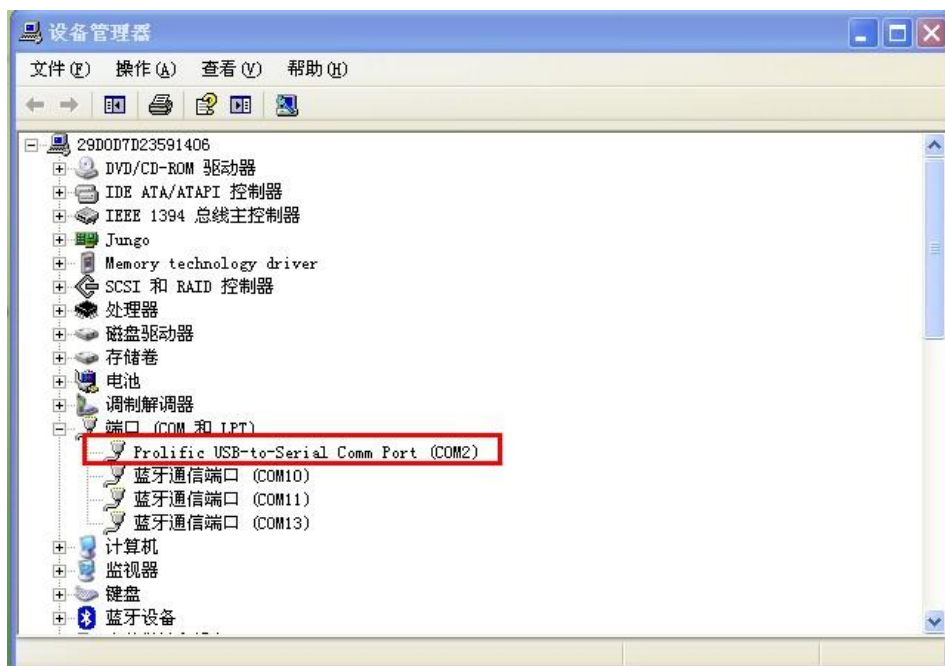 设备管理器
文件(F) 操作(A) 查看(V) 帮助(H)
29D0D7D23591406
DVD/CD-ROM 驱动器
IDE ATA/ATAPI 控制器
IEEE 1394 总线主控制器
Jungo
Memory technology driver
SCSI 和 RAID 控制器
处理器
磁盘驱动器
存储卷
电池
调制解调器
端口 (COM 和 LPT)
Prolific USB-to-Serial Comm Port (COM2)
蓝牙通信端口 (COM10)
蓝牙通信端口 (COM11)
蓝牙通信端口 (COM13)
计算机
监视器
键盘
蓝牙设备